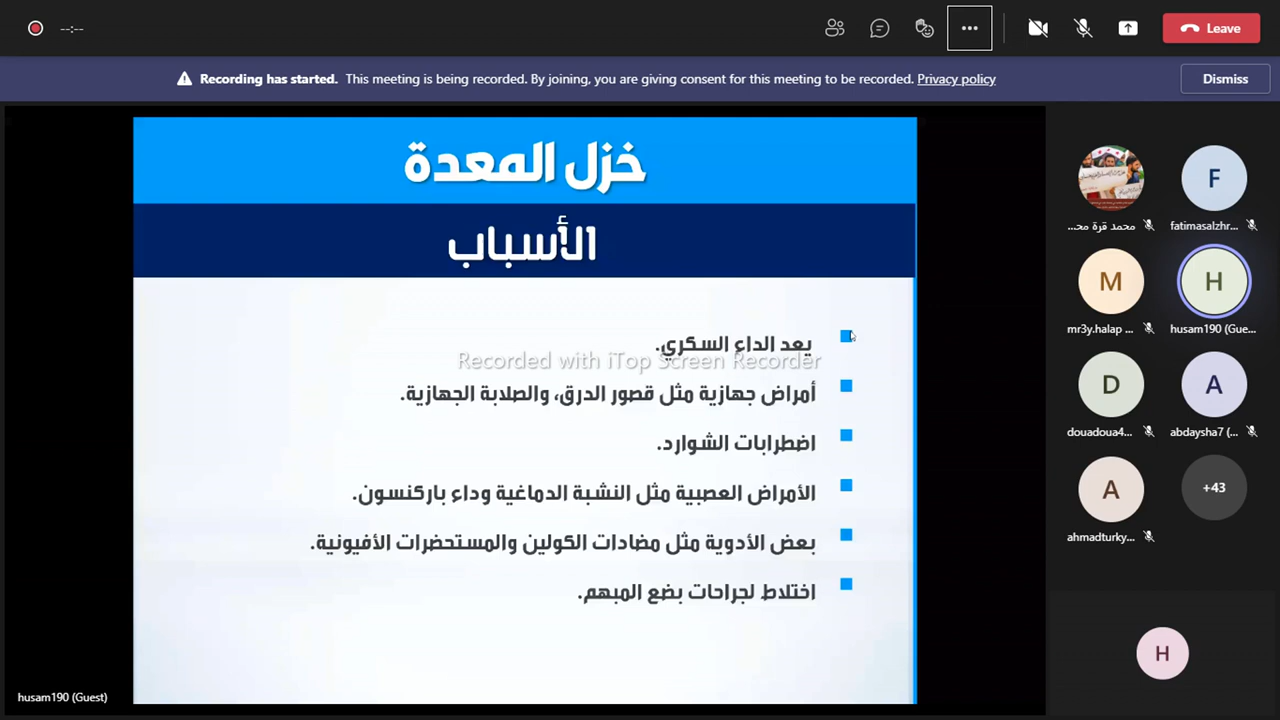 --:--
Leave
Recording has started. This meeting is being recorded. By joining, you are giving consent for this meeting to be recorded. Privacy policy
Dismiss
خزل المعدة
الأسباب
يعد الداء السكري.
Recorded with iTop Screen Recorder
أمراض جهازية مثل قصور الدرق، والصلابة الجهازية.
اضطرابات الشوارد.
الأمراض العصبية مثل النشبة الدماغية وداء باركنسون.
بعض الأدوية مثل مضادات الكولين والمستحضرات الأفيونية.
اختلاط لجراحات بضع المبهم.
husam190 (Guest)
محمد قرة مح...
F
fatimasalzhr...
M
mr3y.halap ...
H
husam190 (Gue...
D
douadoua4...
A
abdaysha7 (...
A
ahmadturky...
+43
H